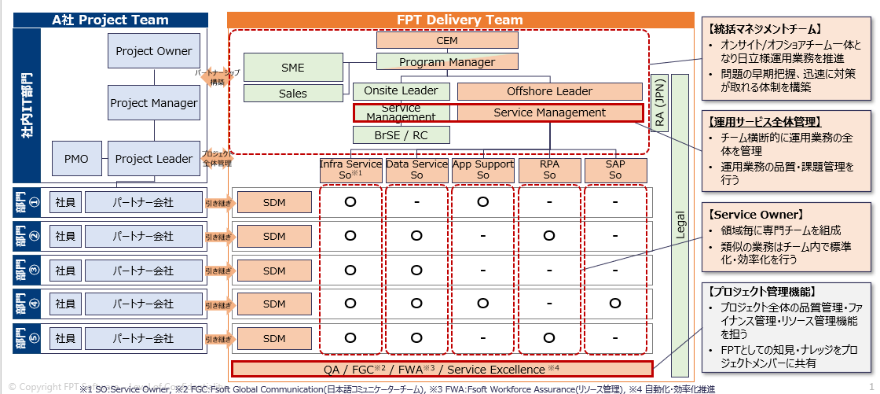 A社 Project Team
FPT Delivery Team
社内IT部門
Project Owner
Project Manager
PMO
Project Leader
パートナーシップ
構築
プロジェクト
全体管理
CEM
Program Manager
SME
Sales
Onsite Leader
Offshore Leader
Service
Management
Service Management
BrSE / RC
RA (JPN)
Legal
Infra Service
So※1
Data Service
So
App Support
So
RPA
So
SAP
So
部門
①
社員
パートナー会社
引き継ぎ
SDM
O
-
O
-
-
部門
②
社員
パートナー会社
引き継ぎ
SDM
O
O
-
O
-
部門
③
社員
パートナー会社
引き継ぎ
SDM
O
O
-
-
-
部門
④
社員
パートナー会社
引き継ぎ
SDM
O
O
O
-
O
部門
⑤
社員
パートナー会社
引き継ぎ
SDM
O
O
-
O
-
QA / FGC※2 / FWA※3 / Service Excellence ※4
【統括マネジメントチーム】
• オンサイト/オフショアチーム一体と
なり日立様運用業務を推進
• 問題の早期把握、迅速に対策
が取れる体制を構築
【運用サービス全体管理】
• チーム横断的に運用業務の全
体を管理
• 運用業務の品質・課題管理を
行う
【Service Owner】
• 領域毎に専門チームを組成
• 類似の業務はチーム内で標準
化・効率化を行う
【プロジェクト管理機能】
• プロジェクト全体の品質管理・ファ
イナンス管理・リソース管理機能
を担う
• FPTとしての知見・ナレッジをプロ
ジェクトメンバーに共有
© Copyright FPT
※1 SO:Service Owner, ※2 FGC:Fsoft Global Communication(日本語コミュニケーターチーム), ※3 FWA:Fsoft Workforce Assurance(リソース管理), ※4 自動化・効率化推進
1